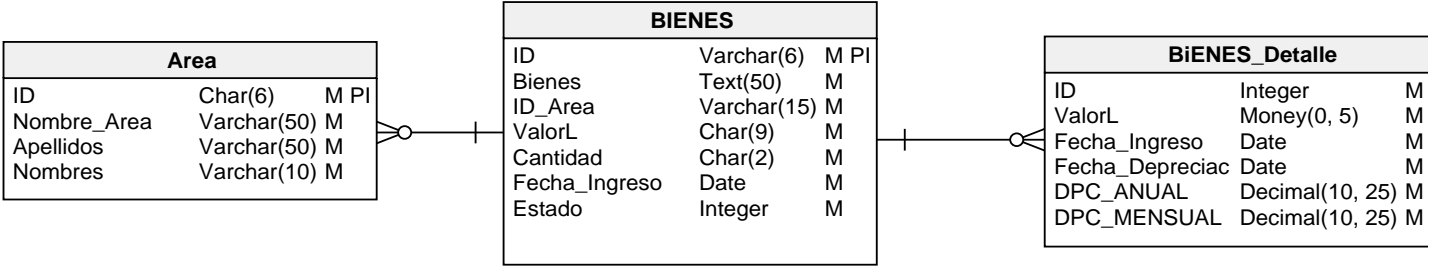 Area
ID Char(6) M PI
Nombre_Area Varchar(50) M
Apellidos Varchar(50) M
Nombres Varchar(10) M
BIENES
ID Varchar(6) M PI
Bienes Text(50) M
ID_Area Varchar(15) M
ValorL Char(9) M
Cantidad Char(2) M
Fecha_Ingreso Date M
Estado Integer M
BiENES_Detalle
ID Integer M
ValorL Money(0, 5) M
Fecha_Ingreso Date M
Fecha_Depreciac Date M
DPC_ANUAL Decimal(10, 25) M
DPC_MENSUAL Decimal(10, 25) M